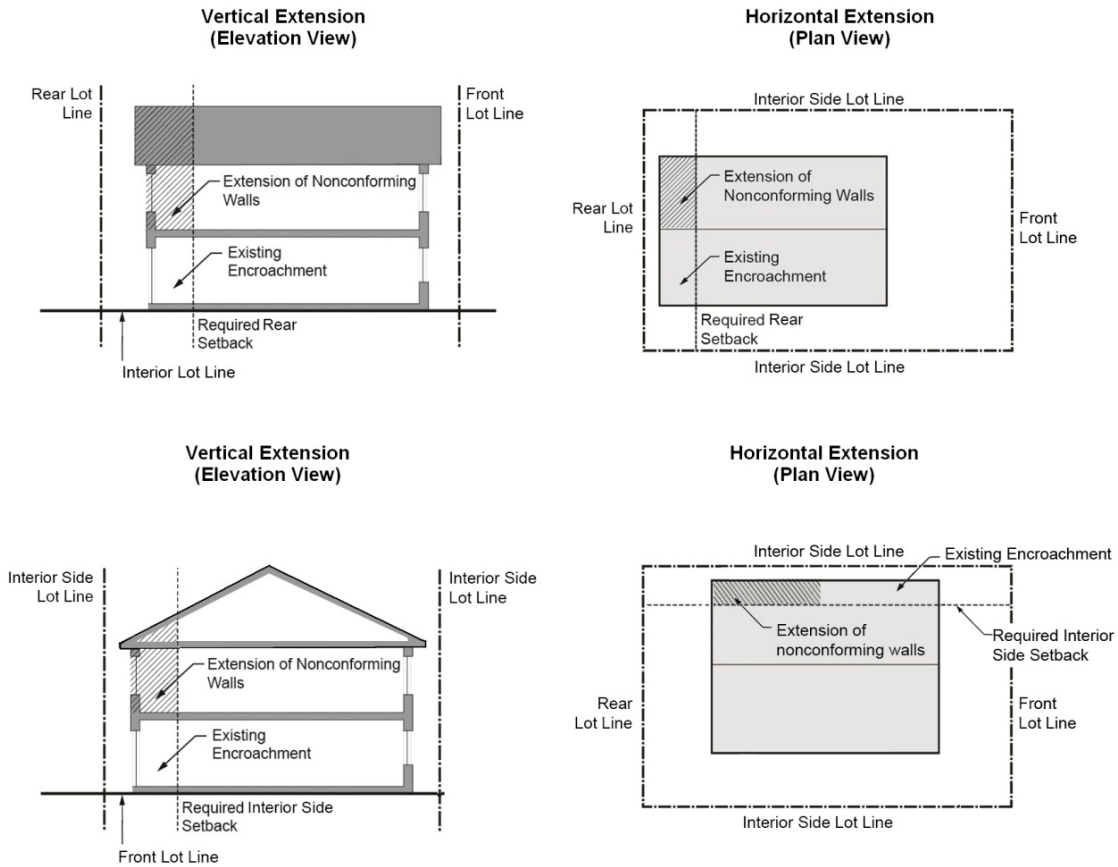 Vertical Extension
(Elevation View)
Rear Lot
Line
Front
Lot Line
Extension of Nonconforming
Walls
Existing
Encroachment
Required Rear
Setback
Interior Lot Line
Horizontal Extension
(Plan View)
Interior Side Lot Line
Extension of
Nonconforming Walls
Rear Lot
Line
Front
Lot Line
Existing
Encroachment
Required Rear
Setback
Interior Side Lot Line
Vertical Extension
(Elevation View)
Interior Side
Lot Line
Interior Side
Lot Line
Extension of Nonconforming
Walls
Existing
Encroachment
Required Interior Side
Setback
Front Lot Line
Horizontal Extension
(Plan View)
Interior Side Lot Line
Existing Encroachment
Extension of
nonconforming walls
Required Interior
Side Setback
Rear
Lot Line
Front
Lot Line
Interior Side Lot Line